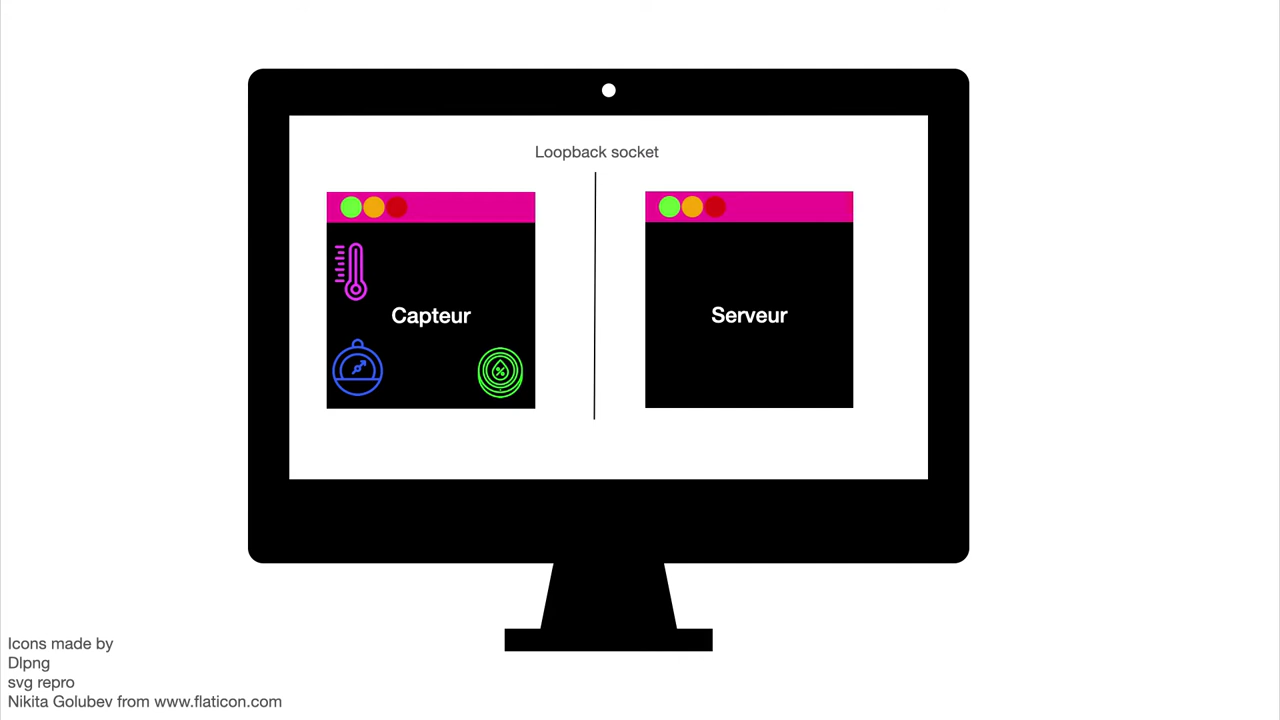 Loopback socket
Capteur
Serveur
Icons made by
Dlpng
svg repro
Nikita Golubev from www.flaticon.com